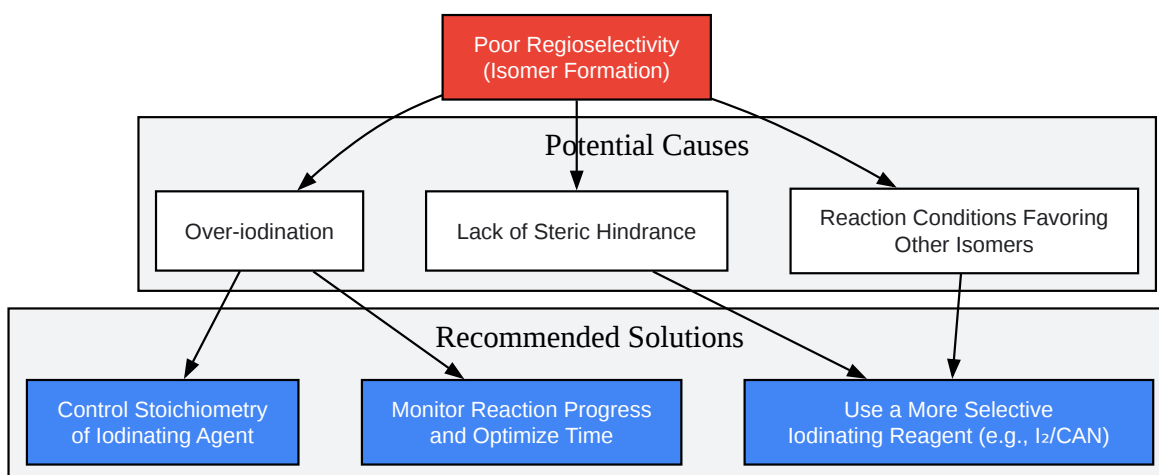 Poor Regioselectivity
(Isomer Formation)
Potential Causes
Over-iodination
Lack of Steric Hindrance
Reaction Conditions Favoring
Other Isomers
Recommended Solutions
Control Stoichiometry
of Iodinating Agent
Monitor Reaction Progress
and Optimize Time
Use a More Selective
Iodinating Reagent (e.g., I₂/CAN)